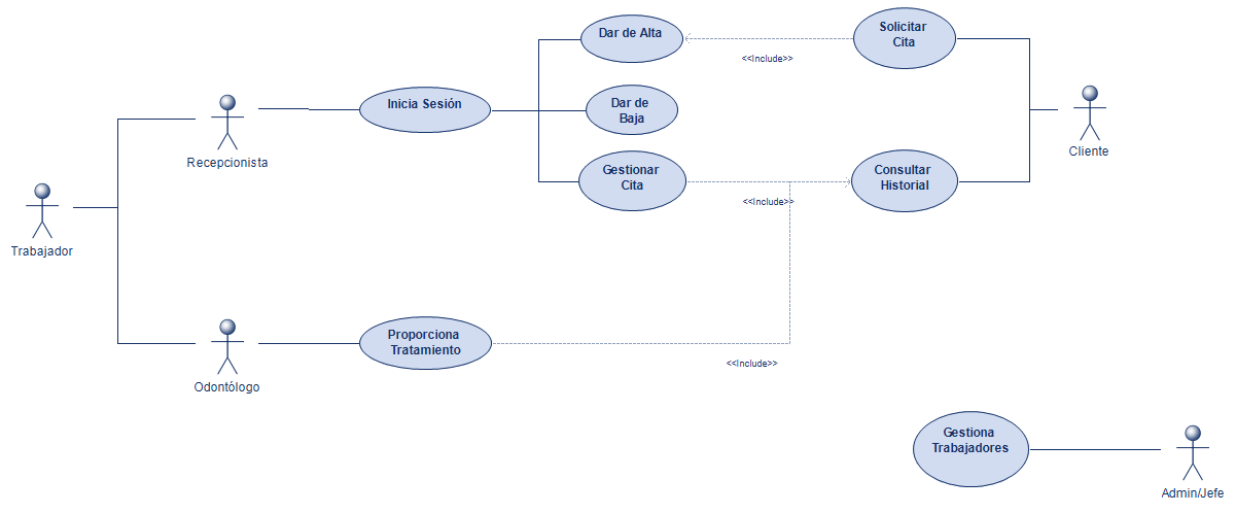 Dar de Alta
Solicitar
Cita
<<Include>>
Inicia Sesión
Dar de
Baja
Recepcionista
Cliente
Gestionar
Cita
Consultar
Historial
<<Include>>
Trabajador
Proporciona
Tratamiento
<<Include>>
Odontólogo
Gestiona
Trabajadores
Admin/Jefe